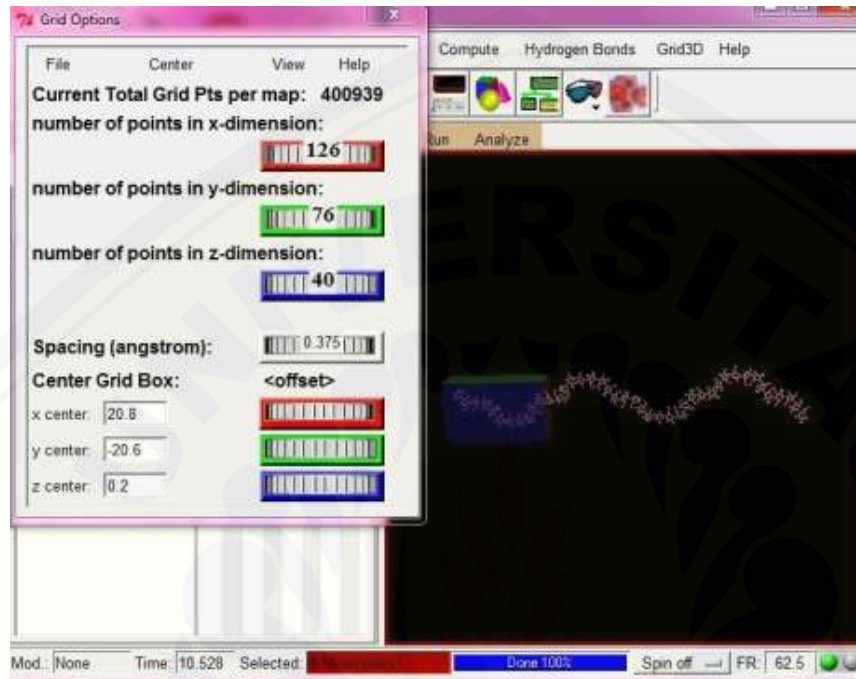 Grid Options
File Center View Help
Current Total Grid Pts per map: 400939
number of points in x-dimension:
126
number of points in y-dimension:
76
number of points in z-dimension:
40
Spacing (angstrom): 0.375
Center Grid Box: <offset>
x center: 20.8
y center: -20.6
z center: 0.2
Compute Hydrogen Bonds Grid3D Help
Run Analyze
Mod.: None Time: 10.528 Selected: Done 100% Spin off FR: 62.5